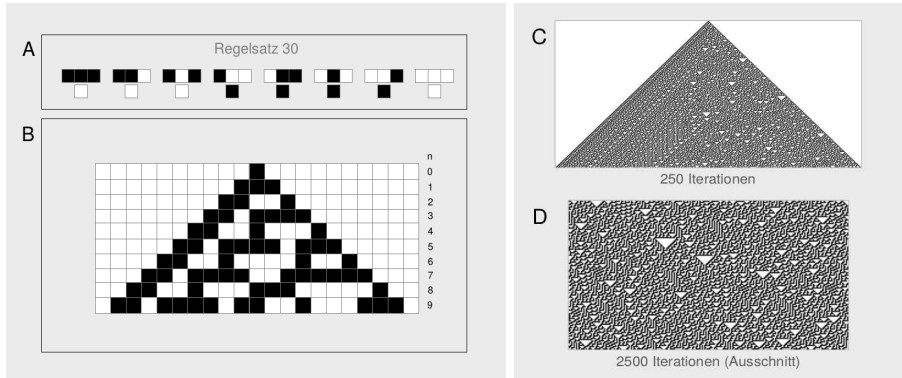 A
Regelsatz 30
B
n
0
1
2
3
4
5
6
7
8
9
C
250 Iterationen
D
2500 Iterationen (Ausschnitt)